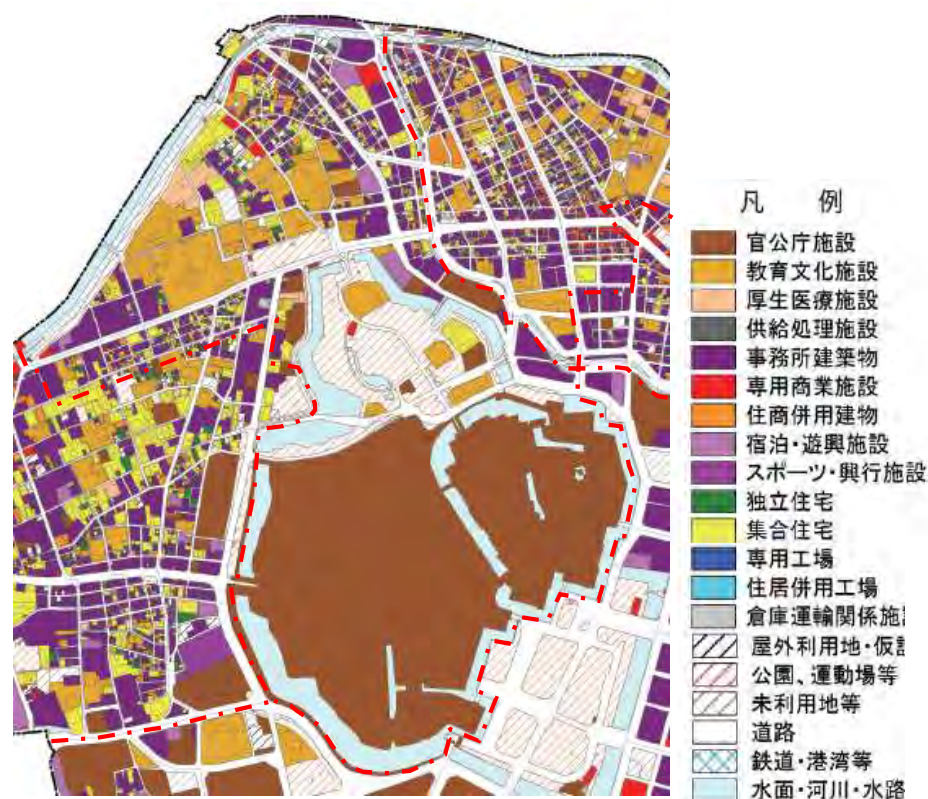 凡 例
官公庁施設
教育文化施設
厚生医療施設
供給処理施設
事務所建築物
専用商業施設
住商併用建物
宿泊・遊興施設
スポーツ・興行施設
独立住宅
集合住宅
専用工場
住居併用工場
倉庫運輸関係施
屋外利用地・仮
公園、運動場等
未利用地等
道路
鉄道・港湾等
水面・河川・水路